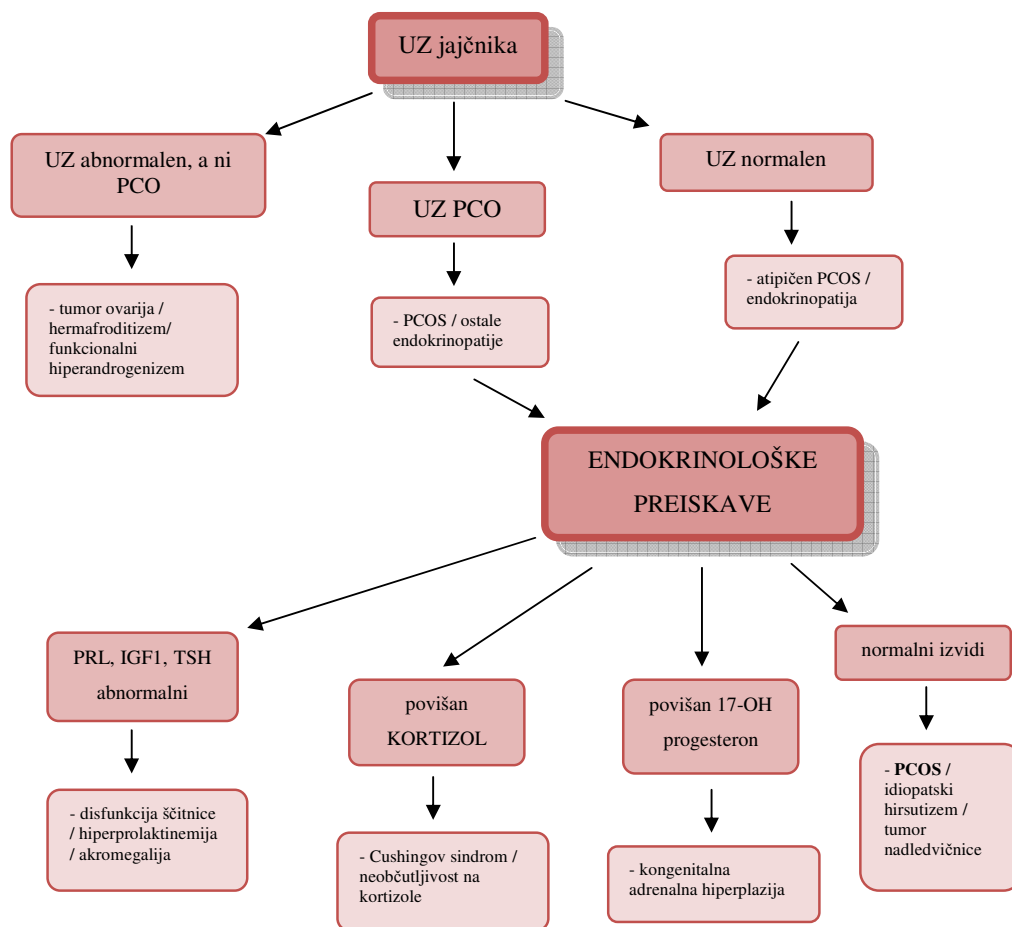 UZ jajčnika
UZ abnormalen, a ni
PCO
UZ PCO
UZ normalen
- tumor ovarija /
hermafroditizem/
funkcionalni
hiperandrogenizem
- PCOS / ostale
endokrinopatije
- atipičen PCOS /
endokrinopatija
ENDOKRINOLOŠKE
PREISKAVE
PRL, IGF1, TSH
abnormalni
povišan
KORTIZOL
povišan 17-OH
progesteron
normalni izvidi
- disfunkcija ščitnice
/ hiperprolaktinemija
/ akromegalija
- Cushingov sindrom /
neobčutljivost na
kortizole
- kongenitalna
adrenalna hiperplazija
- PCOS /
idiopatski
hirsutizem /
tumor
nadledvičnice